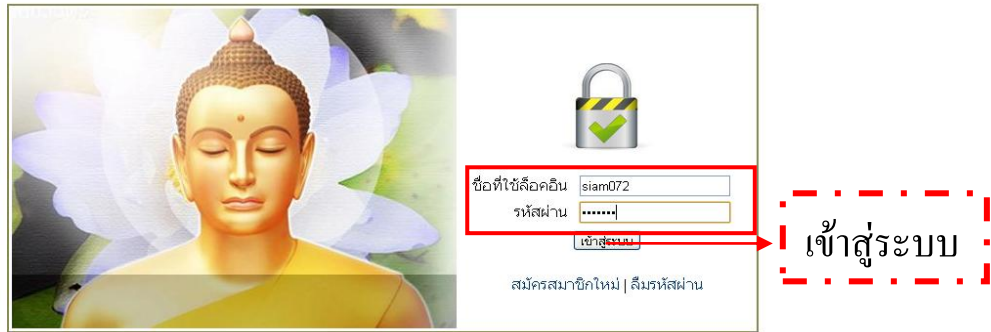 ชื่อที่ใช้ล็อคอิน siam072
รหัสผ่าน •••••••
เข้าสู่ระบบ
เข้าสู่ระบบ
สมัครสมาชิกใหม่ | ลืมรหัสผ่าน